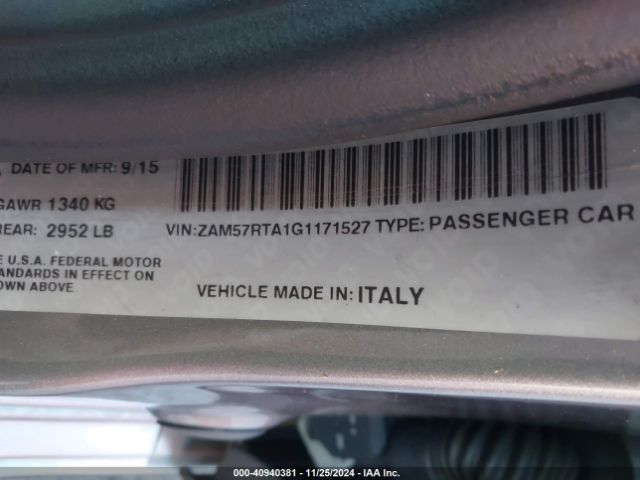 , DATE OF MFR: 9/15
GAWR 1340 KG
REAR: 2952 LB
VIN:ZAM57RTA1G1171527 TYPE: PASSENGER CAR
E U.S.A. FEDERAL MOTOR
ANDARDS IN EFFECT ON
OWN ABOVE
VEHICLE MADE IN: ITALY
000-40940381 - 11/25/2024 - IAA Inc.